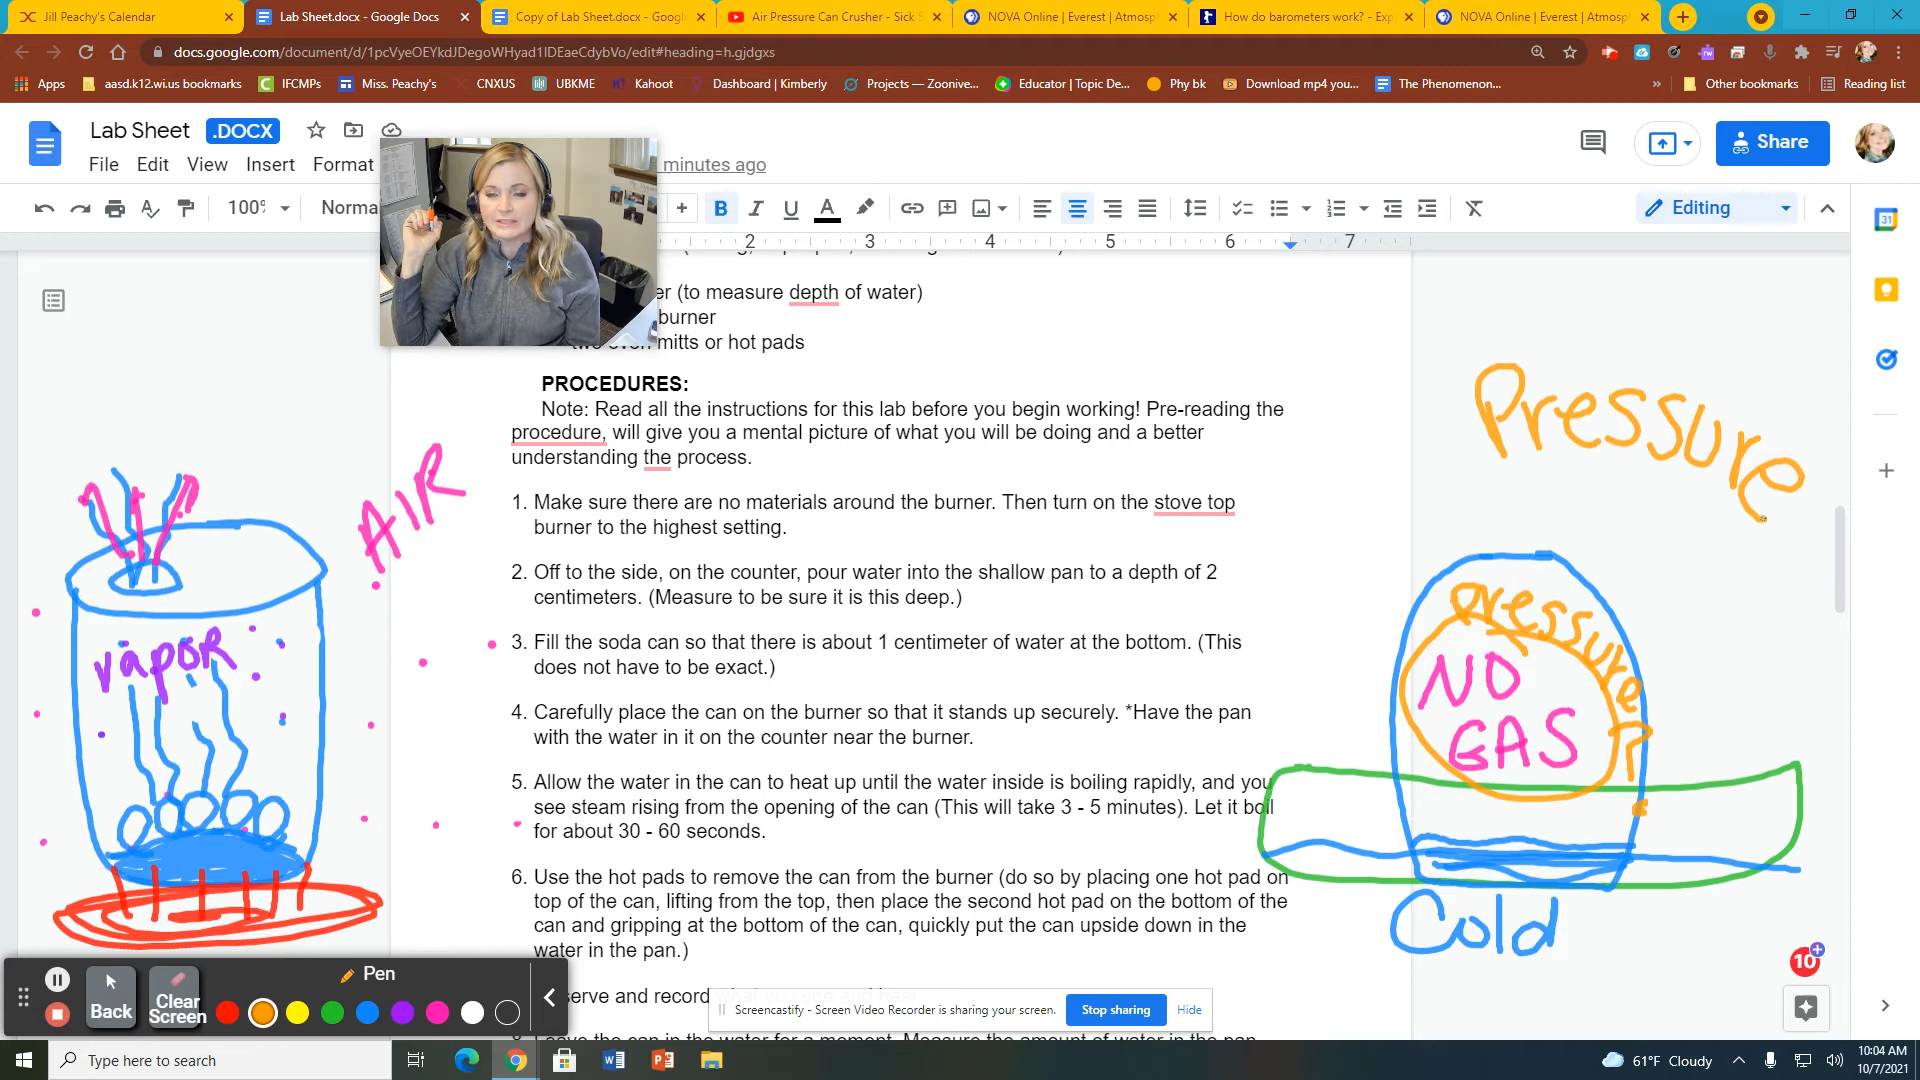 Jill Peachy's Calendar
Lab Sheet.docx - Google Docs
Copy of Lab Sheet.docx - Googl
Air Pressure Can Crusher - Sick S
NOVA Online | Everest | Atmosp
How do barometers work? - Exp
NOVA Online | Everest | Atmosp
docs.google.com/document/d/1pcVyeOEYkdJDegoWHyad1lDEaeCdybVo/edit#heading=h.gjdgxs
Apps
aasd.k12.wi.us bookmarks
IFCMPs
Miss. Peachy's
CNXUS
UBKME
Kahoot
Dashboard | Kimberly
Projects — Zoonive...
Educator | Topic De...
Phy bk
Download mp4 you...
The Phenomenon...
Other bookmarks
Reading list
Lab Sheet .DOCX
File Edit View Insert Format
minutes ago
Share
100%
Norma
Editing
2 3 4 5 6 7
er (to measure depth of water)
burner
two oven mitts or hot pads
PROCEDURES:
Note: Read all the instructions for this lab before you begin working! Pre-reading the
procedure, will give you a mental picture of what you will be doing and a better
understanding the process.
1. Make sure there are no materials around the burner. Then turn on the stove top
burner to the highest setting.
2. Off to the side, on the counter, pour water into the shallow pan to a depth of 2
centimeters. (Measure to be sure it is this deep.)
3. Fill the soda can so that there is about 1 centimeter of water at the bottom. (This
does not have to be exact.)
4. Carefully place the can on the burner so that it stands up securely. *Have the pan
with the water in it on the counter near the burner.
5. Allow the water in the can to heat up until the water inside is boiling rapidly, and you
see steam rising from the opening of the can (This will take 3 - 5 minutes). Let it boil
for about 30 - 60 seconds.
6. Use the hot pads to remove the can from the burner (do so by placing one hot pad on
top of the can, lifting from the top, then place the second hot pad on the bottom of the
can and gripping at the bottom of the can, quickly put the can upside down in the
water in the pan.)
serve and record
AIR
vapoR
Pressure
pressure
NO
GAS
Cold
Pen
Back
Clear
Screen
Screencastify - Screen Video Recorder is sharing your screen.
Stop sharing
Hide
10
31
Type here to search
61°F Cloudy
10:04 AM
10/7/2021